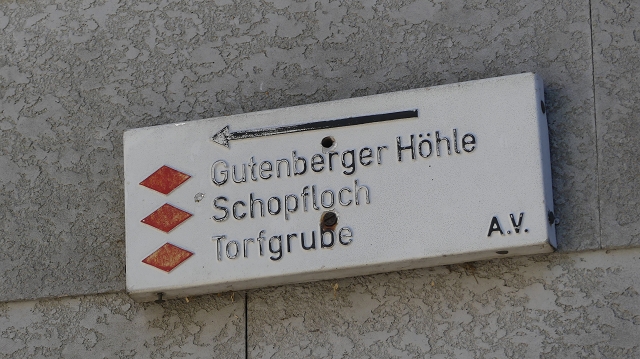 Gutenberger Höhle
Schopfloch
Torfgrube
A.V.